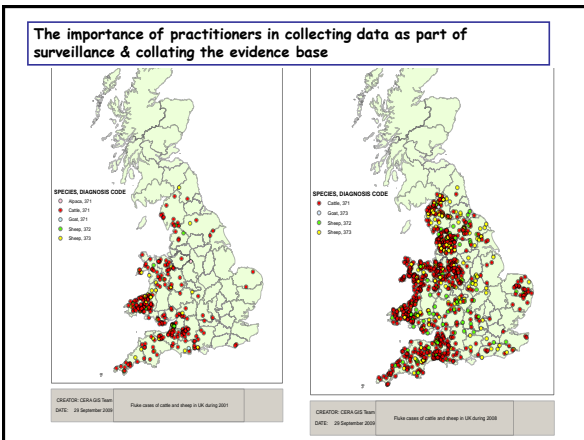 The importance of practitioners in collecting data as part of
surveillance & collating the evidence base
SPECIES, DIAGNOSIS CODE
Alpaca, 371
Cattle, 371
Goat, 371
Sheep, 372
Sheep, 373
CREATOR: CERA GIS Team
DATE: 29 September 2009
Fluke cases of cattle and sheep in UK during 2001
SPECIES, DIAGNOSIS CODE
Cattle, 371
Goat, 373
Sheep, 372
Sheep, 373
CREATOR: CERA GIS Team
DATE: 29 September 2009
Fluke cases of cattle and sheep in UK during 2008